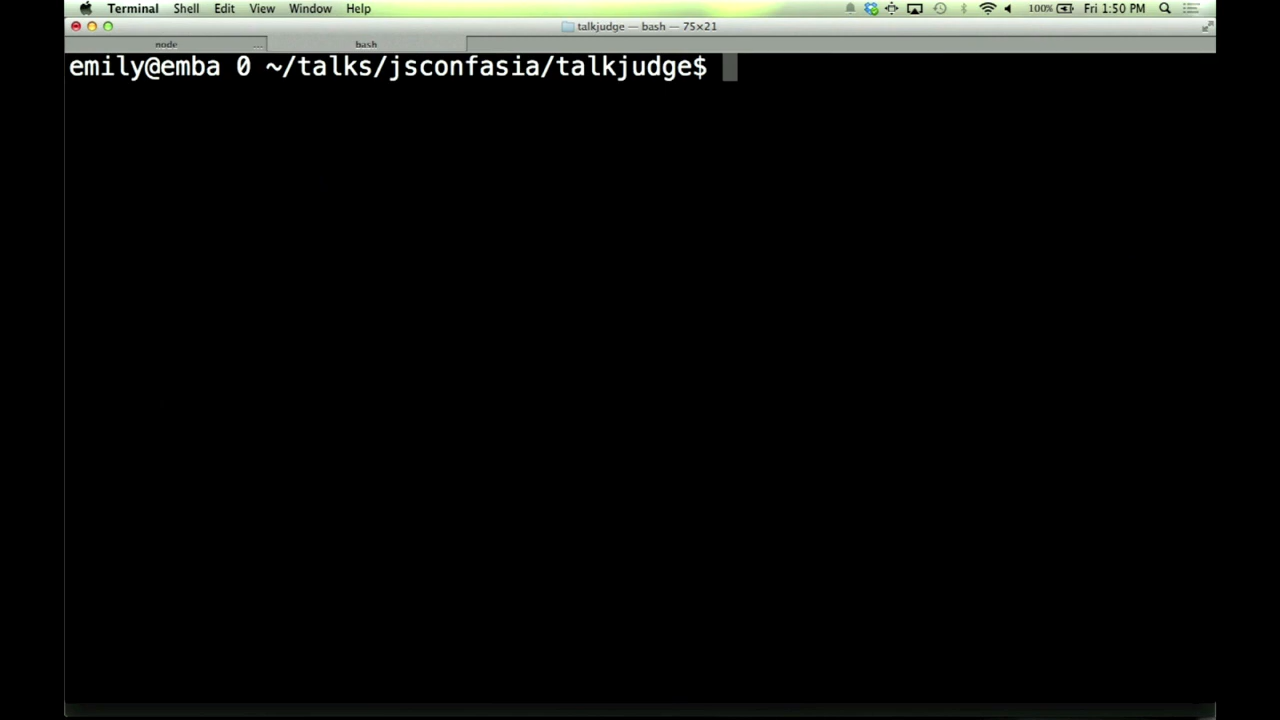 Terminal Shell Edit View Window Help 100% Fri 1:50 PM
talkjudge — bash — 75×21
node ... bash
emily@emba 0 ~/talks/jsconfasia/talkjudge$